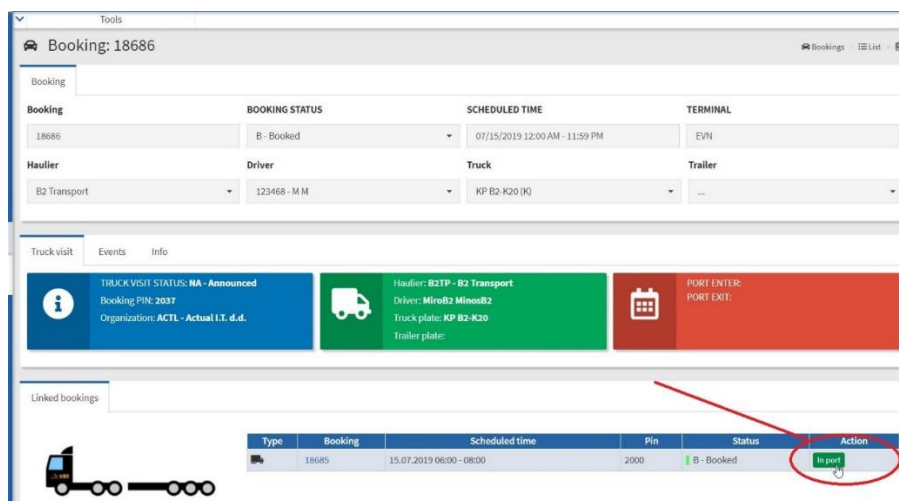 Tools
Booking: 18686
Bookings
List
Booking
Booking
BOOKING STATUS
SCHEDULED TIME
TERMINAL
18686
B - Booked
07/15/2019 12:00 AM - 11:59 PM
EVN
Haulier
Driver
Truck
Trailer
B2 Transport
123468 - M M
KP B2-K20 (K)
...
Truck visit
Events
Info
TRUCK VISIT STATUS: NA - Announced
Booking PIN: 2037
Organization: ACTL - Actual I.T. d.d.
Haulier: B2TP - B2 Transport
Driver: MiroB2 MinosB2
Truck plate: KP B2-K20
Trailer plate:
PORT ENTER:
PORT EXIT:
Linked bookings
Type Booking Scheduled time Pin Status Action
18685 15.07.2019 06:00 - 08:00 2000 B - Booked In port